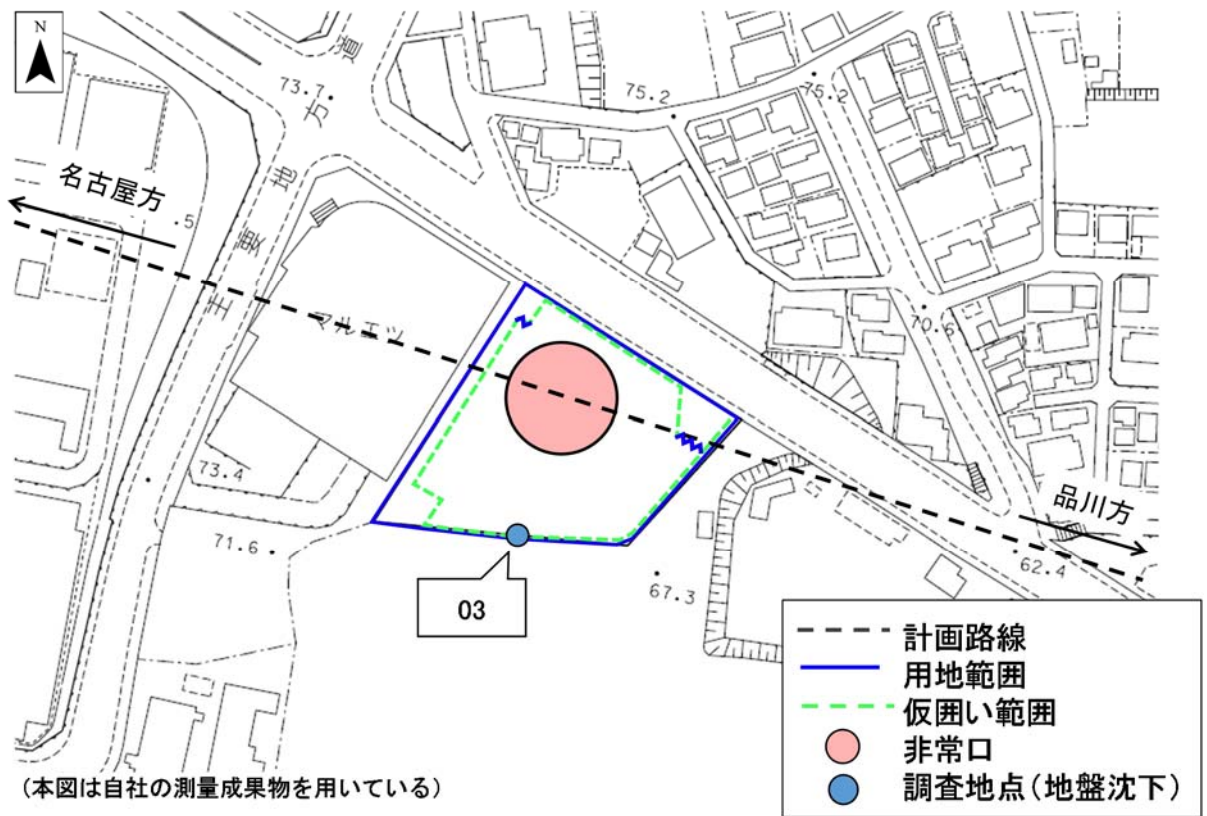 N
73.7
主要地方道
75.2
75.2
名古屋方
.5
マルエツ
70.6
73.4
品川方
71.6
62.4
67.3
03
計画路線
用地範囲
仮囲い範囲
非常口
調査地点（地盤沈下）
（本図は自社の測量成果物を用いている）